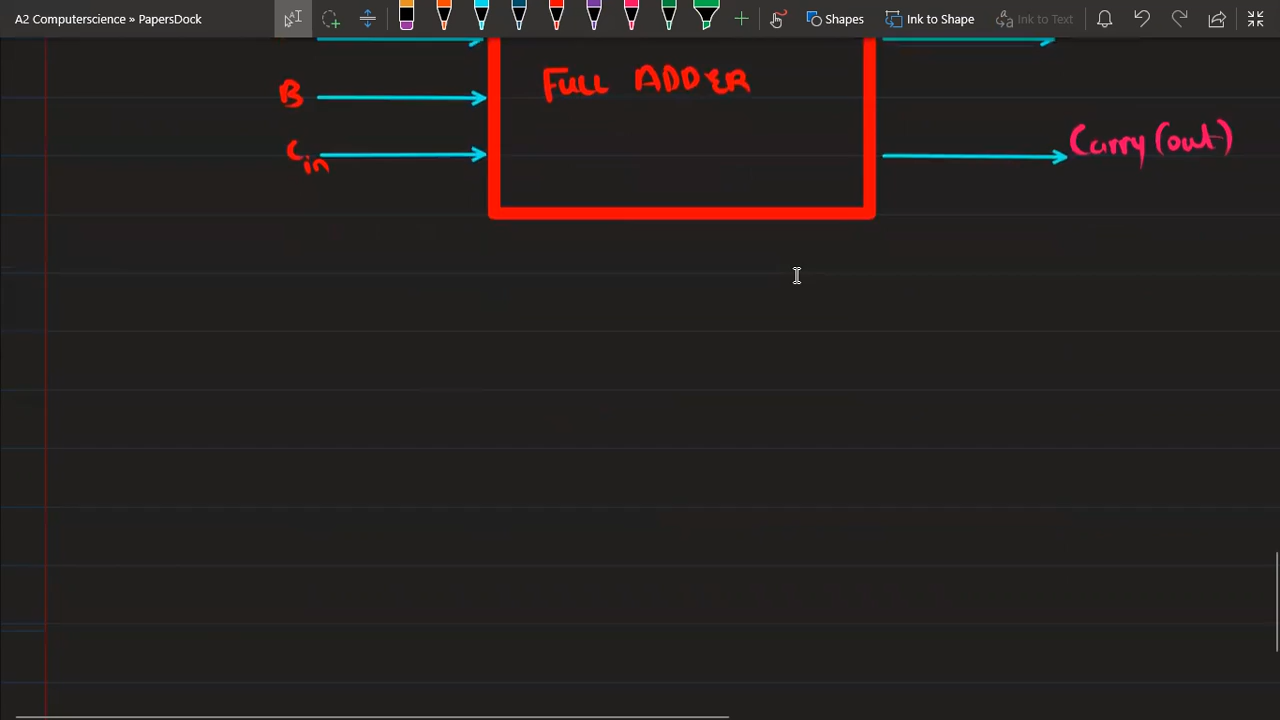 A2 Computerscience » PapersDock
Shapes
Ink to Shape
Ink to Text
FULL ADDER
B
Cin
Carry (out)